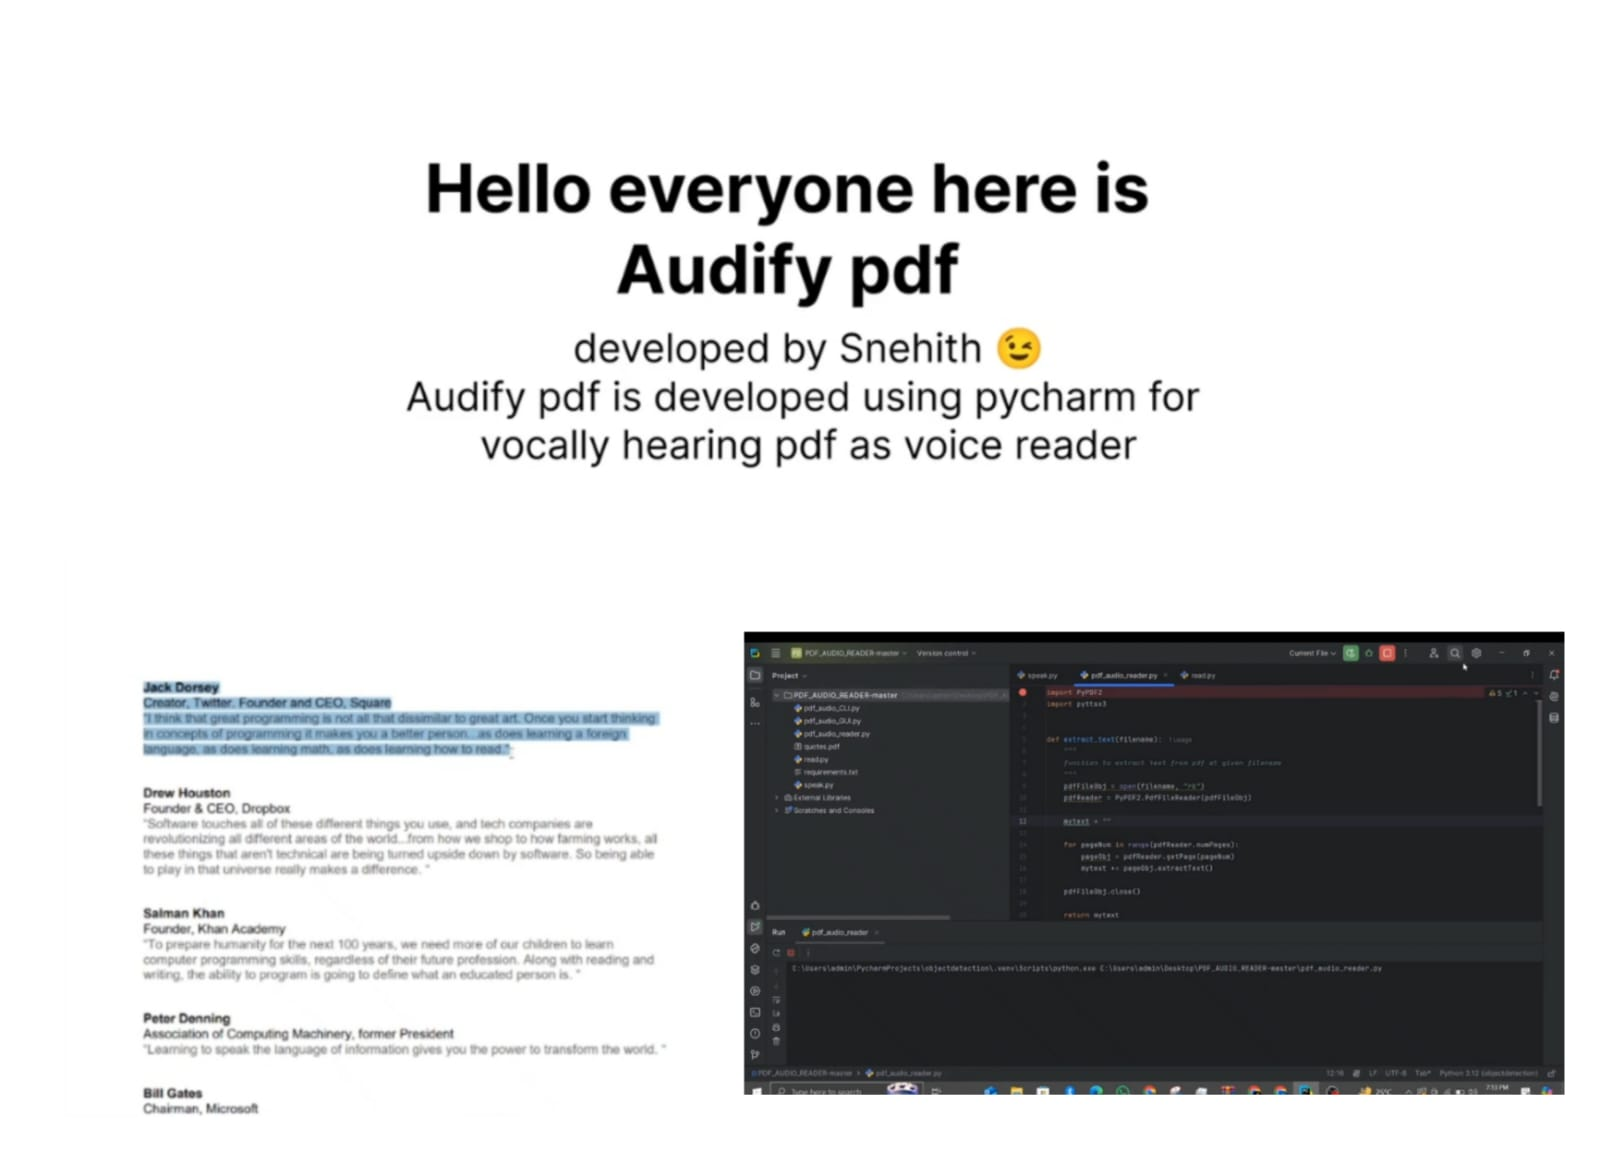 Hello everyone here is
Audify pdf
developed by Snehith 😉
Audify pdf is developed using pycharm for
vocally hearing pdf as voice reader
Jack Dorsey
Creator, Twitter. Founder and CEO, Square
"I think that great programming is not all that dissimilar to great art. Once you start thinking
in concepts of programming it makes you a better person...as does learning a foreign
language, as does learning math, as does learning how to read."
Drew Houston
Founder & CEO, Dropbox
"Software touches all of these different things you use, and tech companies are
revolutionizing all different areas of the world...from how we shop to how farming works, all
these things that aren't technical are being turned upside down by software. So being able
to play in that universe really makes a difference. "
Salman Khan
Founder, Khan Academy
"To prepare humanity for the next 100 years, we need more of our children to learn
computer programming skills, regardless of their future profession. Along with reading and
writing, the ability to program is going to define what an educated person is. "
Peter Denning
Association of Computing Machinery, former President
"Learning to speak the language of information gives you the power to transform the world. "
Bill Gates
Chairman, Microsoft
PDF_AUDIO_READER-master
Version control
Current File
Project
speak.py
pdf_audio_reader.py
read.py
PDF_AUDIO_READER-master
pdf_audio_CLI.py
pdf_audio_GUI.py
pdf_audio_reader.py
quotes.pdf
read.py
requirements.txt
speak.py
External Libraries
Scratches and Consoles
import PyPDF2
import pyttsx3
def extract_text(filename): 1 usage
"""
function to extract text from pdf at given filename
"""
pdfFileObj = open(filename, "rb")
pdfReader = PyPDF2.PdfFileReader(pdfFileObj)
mytext = ""
for pageNum in range(pdfReader.numPages):
pageObj = pdfReader.getPage(pageNum)
mytext += pageObj.extractText()
pdfFileObj.close()
return mytext
Run
pdf_audio_reader
C:\Users\admin\PycharmProjects\objectdetection\.venv\Scripts\python.exe C:\Users\admin\Desktop\PDF_AUDIO_READER-master\pdf_audio_reader.py
PDF_AUDIO_READER-master > pdf_audio_reader.py
12:16 LF UTF-8 Tab* Python 3.12 (objectdetection)
Type here to search
25°C
7:53 PM